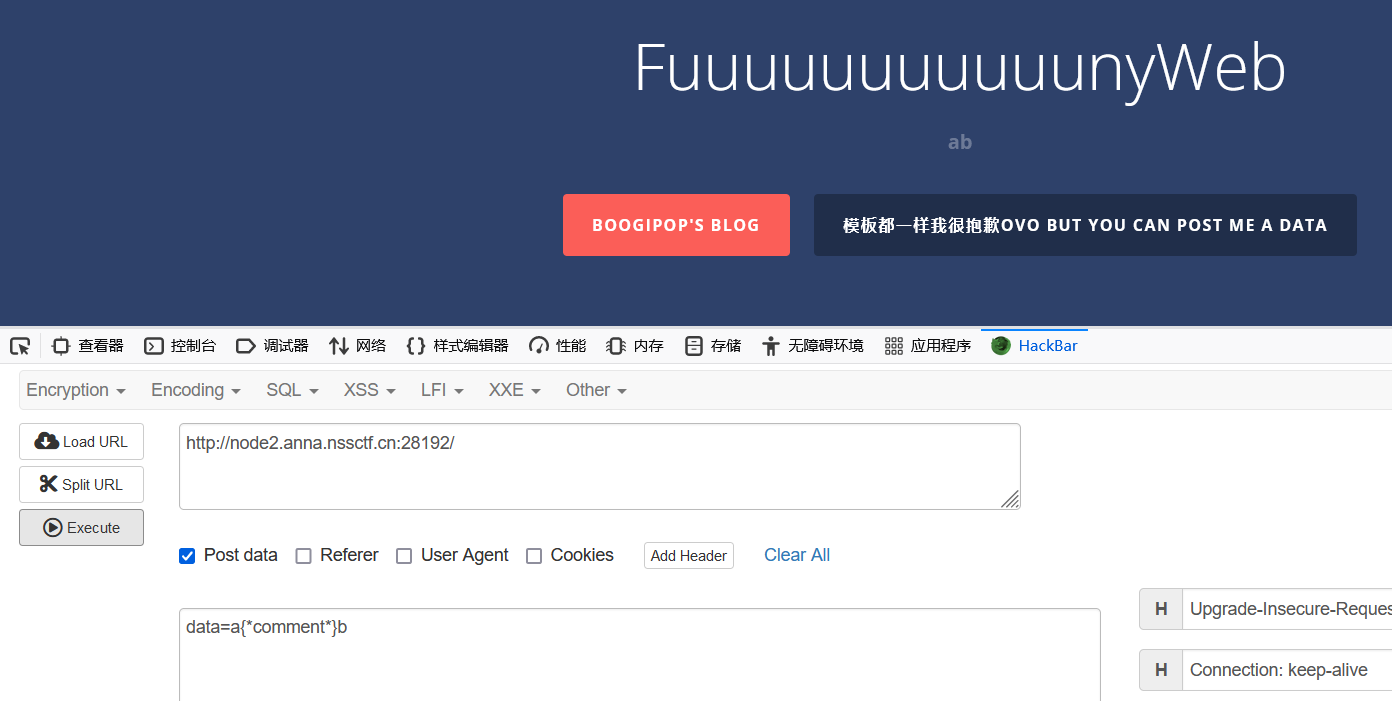 FuuuuuuuuuuunyWeb
ab
BOOGIPOP'S BLOG
模板都一样我很抱歉OVO BUT YOU CAN POST ME A DATA
查看器 控制台 调试器 网络 样式编辑器 性能 内存 存储 无障碍环境 应用程序 HackBar
Encryption Encoding SQL XSS LFI XXE Other
Load URL
http://node2.anna.nssctf.cn:28192/
Split URL
Execute
Post data Referer User Agent Cookies Add Header Clear All
H Upgrade-Insecure-Reques
data=a{*comment*}b
H Connection: keep-alive